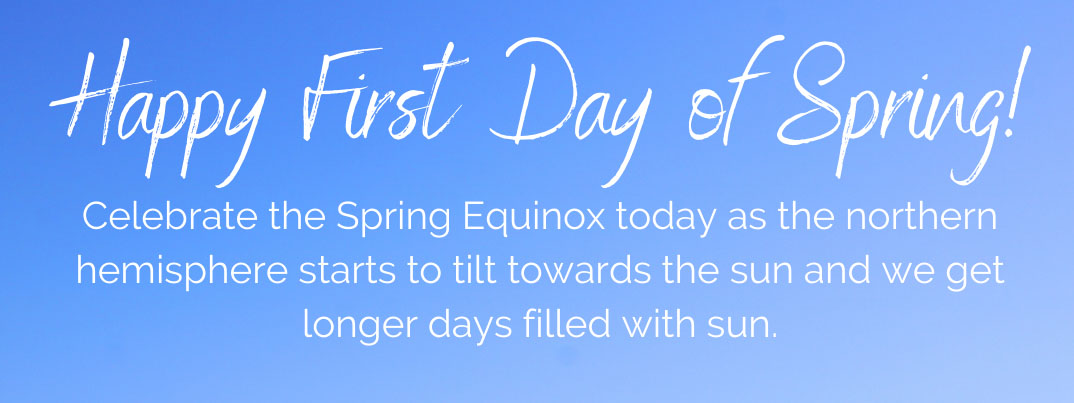 Happy First Day of Spring!
Celebrate the Spring Equinox today as the northern
hemisphere starts to tilt towards the sun and we get
longer days filled with sun.